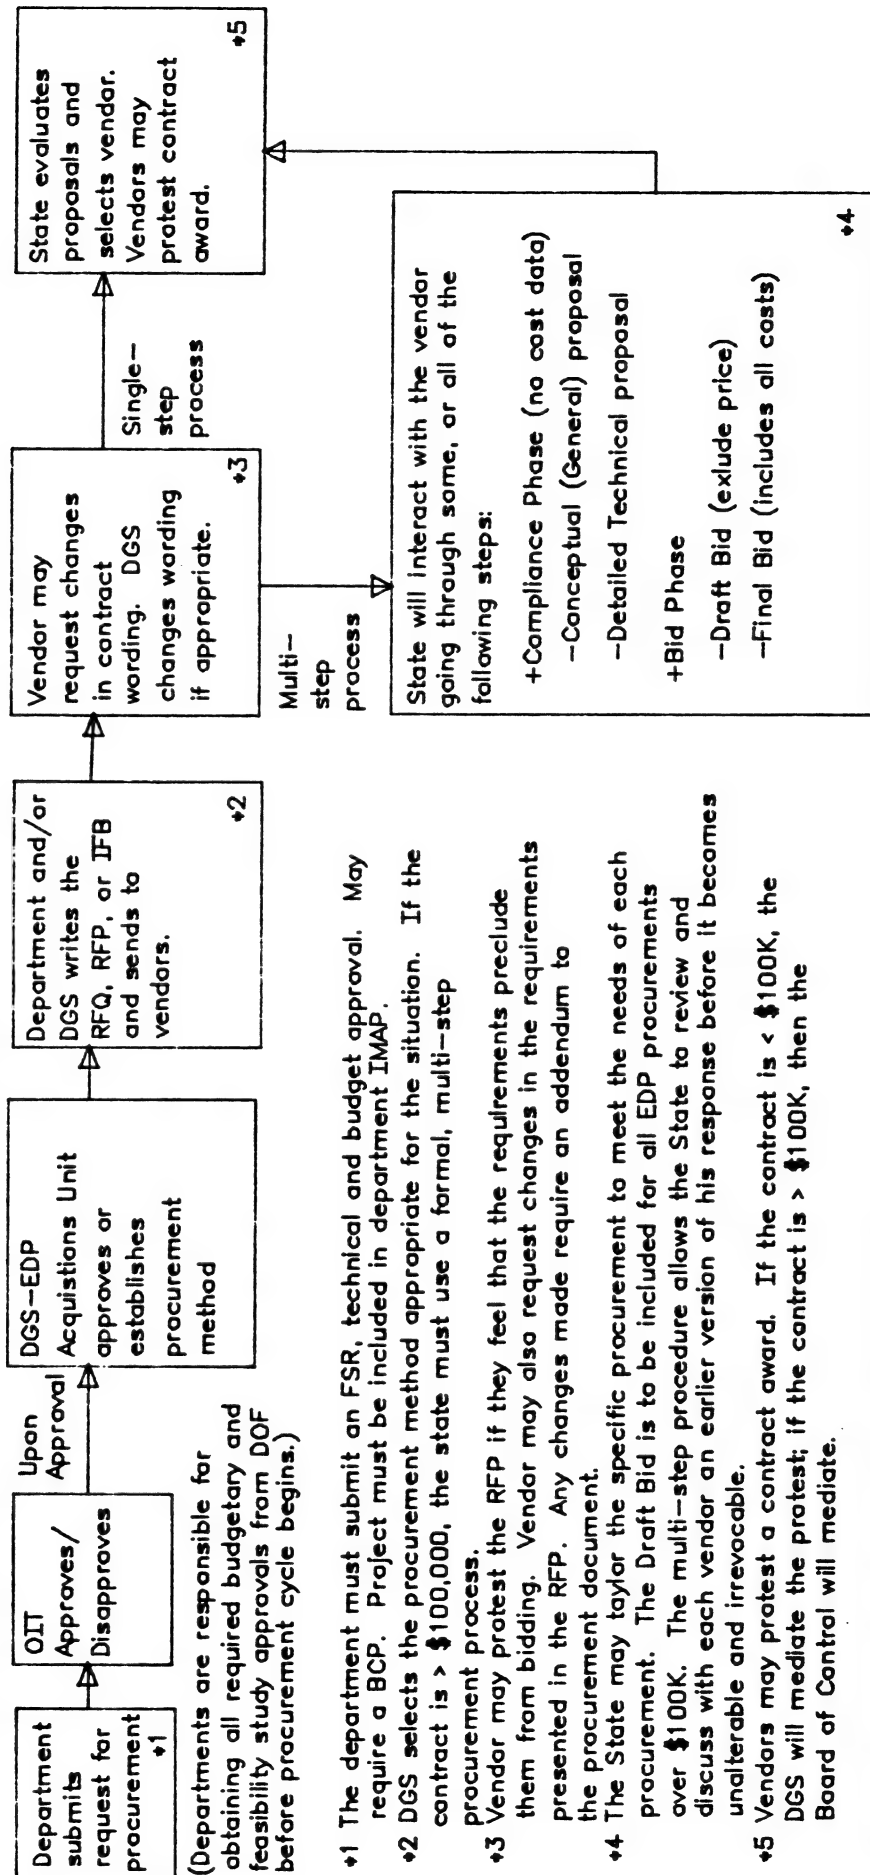 Department
submits
request for
procurement
*1
OIT
Approves/
Disapproves
Upon
Approval
(Departments are responsible for
obtaining all required budgetary and
feasibility study approvals from DOF
before procurement cycle begins.)
DGS-EDP
Acquistions Unit
approves or
establishes
procurement
method
Department and/or
DGS writes the
RFQ, RFP, or IFB
and sends to
vendors.
*2
Vendor may
request changes
in contract
wording. DGS
changes wording
if appropriate.
*3
Single-
step
process
State evaluates
proposals and
selects vendor.
Vendors may
protest contract
award.
*5
Multi-
step
process
State will interact with the vendor
going through some, or all of the
following steps:
+Compliance Phase (no cost data)
-Conceptual (General) proposal
-Detailed Technical proposal
+Bid Phase
-Draft Bid (exlude price)
-Final Bid (includes all costs)
*4
*1 The department must submit an FSR, technical and budget approval. May
require a BCP. Project must be included in department IMAP.
*2 DGS selects the procurement method appropriate for the situation. If the
contract is > $100,000, the state must use a formal, multi-step
procurement process.
*3 Vendor may protest the RFP if they feel that the requirements preclude
them from bidding. Vendor may also request changes in the requirements
presented in the RFP. Any changes made require an addendum to
the procurement document.
*4 The State may taylor the specific procurement to meet the needs of each
procurement. The Draft Bid is to be included for all EDP procurements
over $100K. The multi-step procedure allows the State to review and
discuss with each vendor an earlier version of his response before it becomes
unalterable and irrevocable.
*5 Vendors may protest a contract award. If the contract is < $100K, the
DGS will mediate the protest; if the contract is > $100K, then the
Board of Control will mediate.